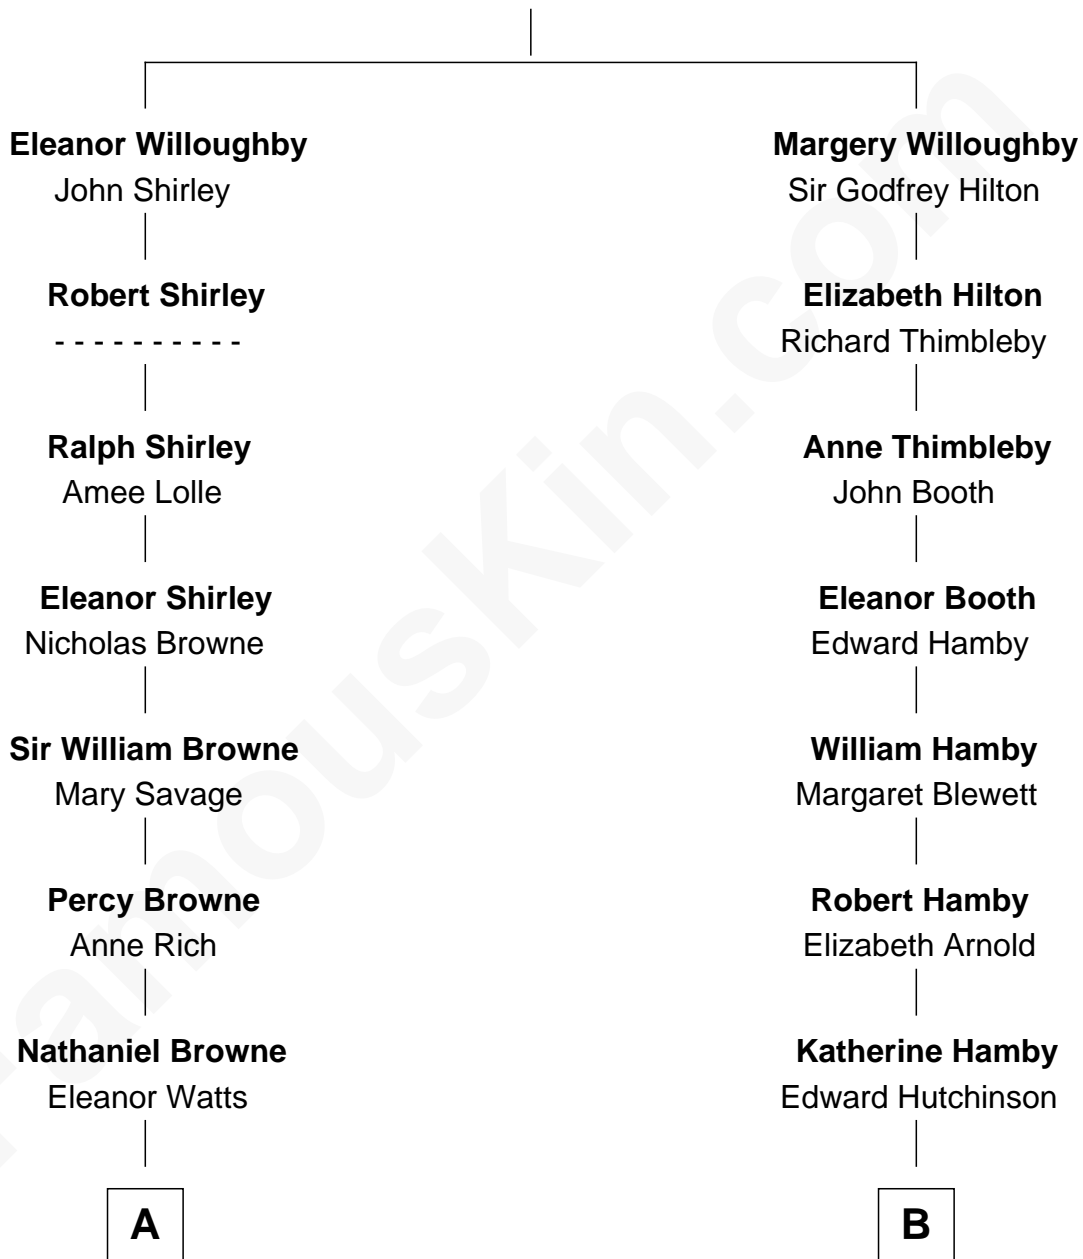 Eleanor Willoughby
John Shirley
Robert Shirley
- - - - - - - - - -
Ralph Shirley
Amee Lolle
Eleanor Shirley
Nicholas Browne
Sir William Browne
Mary Savage
Percy Browne
Anne Rich
Nathaniel Browne
Eleanor Watts
A
Margery Willoughby
Sir Godfrey Hilton
Elizabeth Hilton
Richard Thimbleby
Anne Thimbleby
John Booth
Eleanor Booth
Edward Hamby
William Hamby
Margaret Blewett
Robert Hamby
Elizabeth Arnold
Katherine Hamby
Edward Hutchinson
B
FamousKin.com